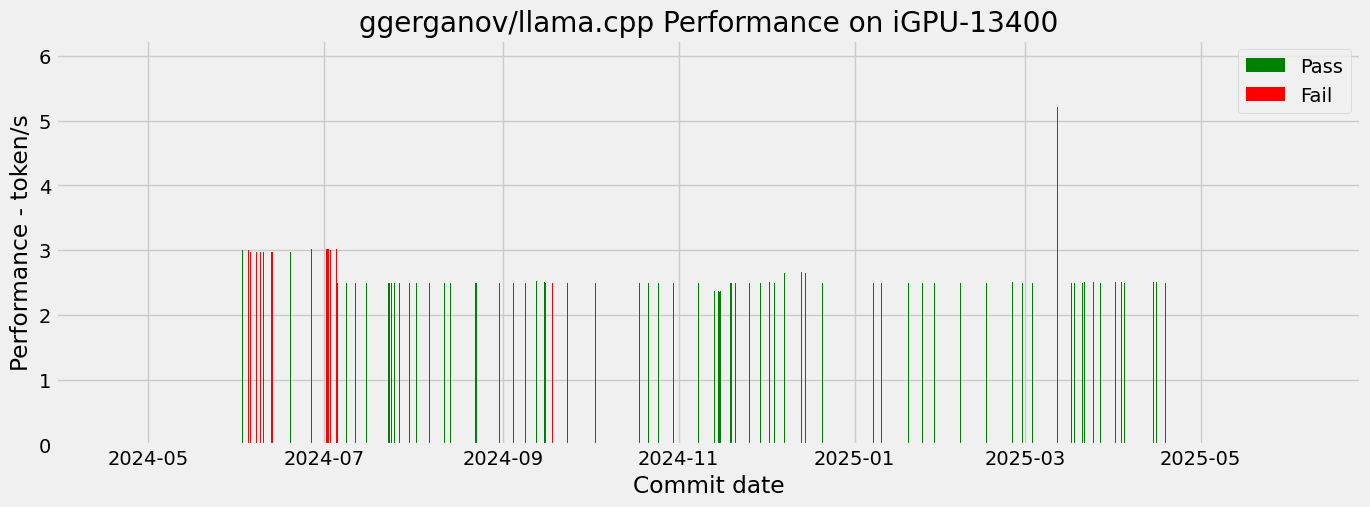 ggerganov/llama.cpp Performance on iGPU-13400
Performance - token/s
6
5
4
3
2
1
0
Pass
Fail
2024-05 2024-07 2024-09 2024-11 2025-01 2025-03 2025-05
Commit date